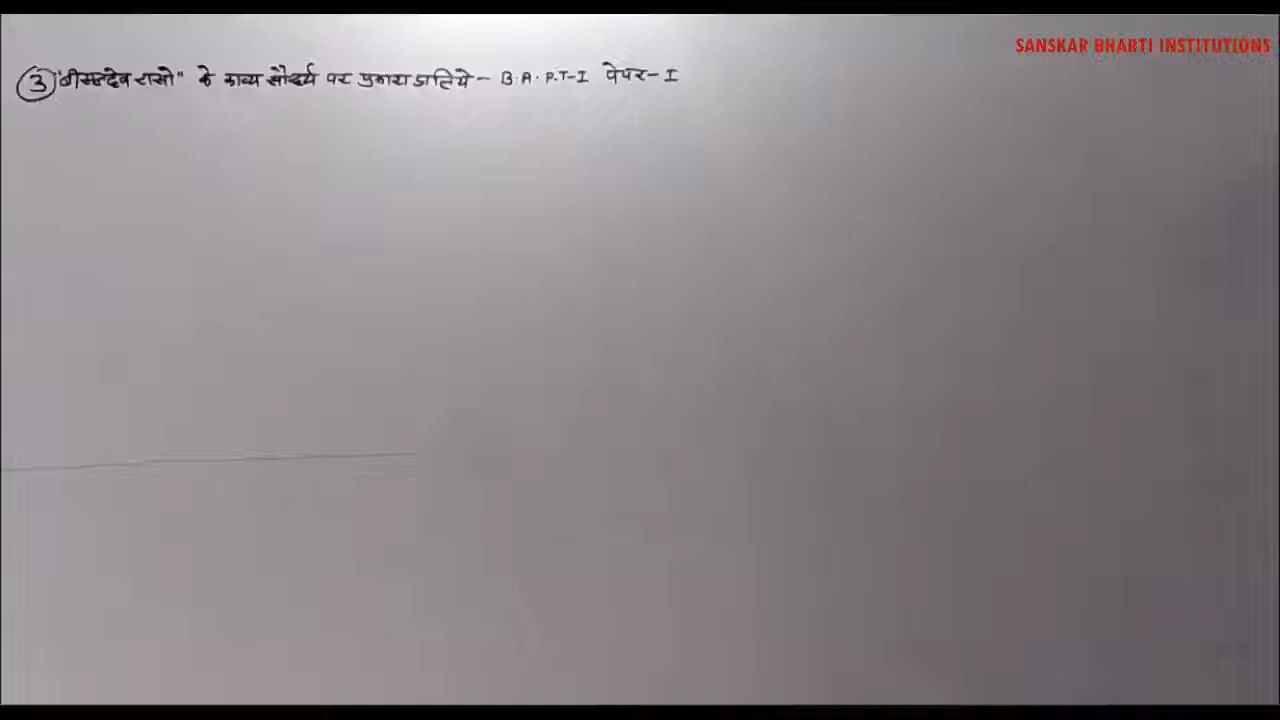 SANSKAR BHARTI INSTITUTIONS
③ "बीसलदेव रासो" के काव्य सौंदर्य पर प्रकाश डालिये - B.A. P.T-I पेपर-I